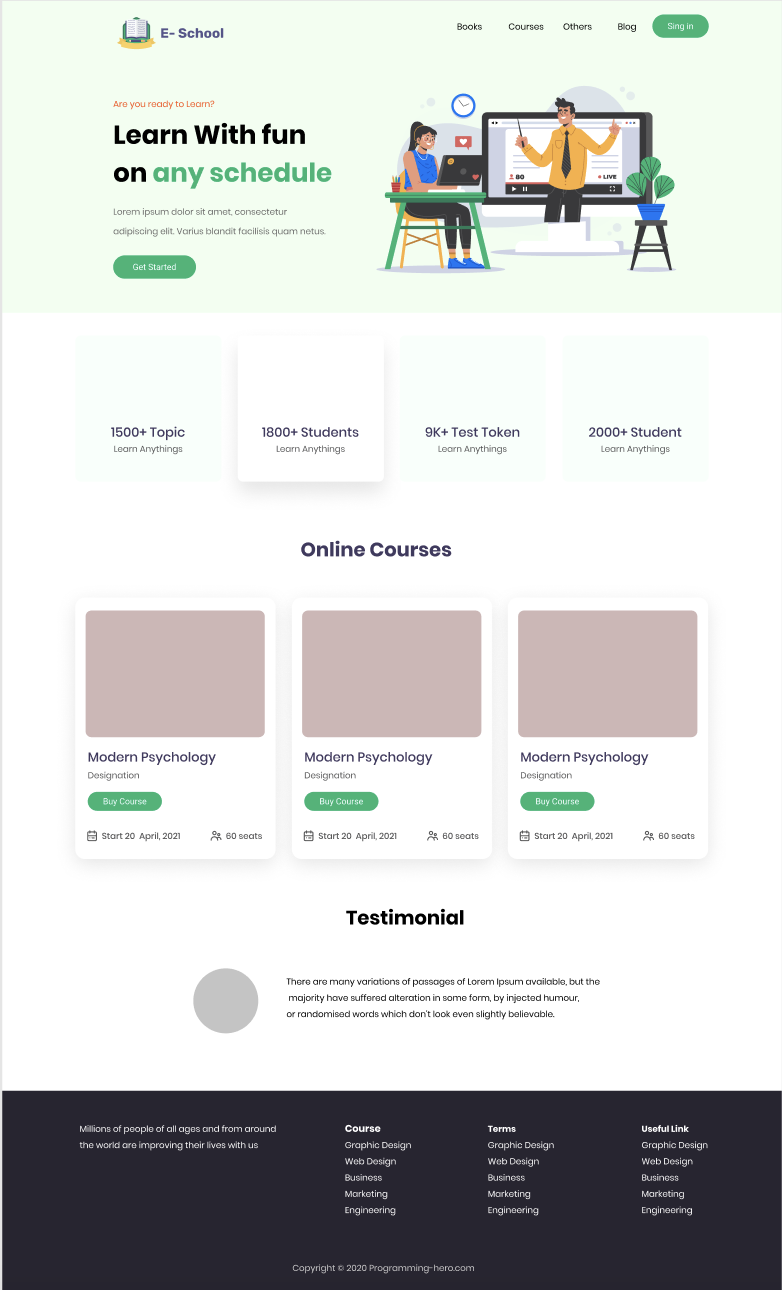 E- School
Books
Courses
Others
Blog
Sing in
Are you ready to Learn?
Learn With fun
on any schedule
Lorem ipsum dolor sit amat, consectetur
adipiscing elit. Varius blandit facilisis quam netus.
Get Started
80
LIVE
1500+ Topic
Learn Anythings
1800+ Students
Learn Anythings
9K+ Test Token
Learn Anythings
2000+ Student
Learn Anythings
Online Courses
Modern Psychology
Designation
Buy Course
Start 20 April, 2021
60 seats
Modern Psychology
Designation
Buy Course
Start 20 April, 2021
60 seats
Modern Psychology
Designation
Buy Course
Start 20 April, 2021
60 seats
Testimonial
There are many variations of passages of Lorem Ipsum available, but the
majority have suffered alteration in some form, by injected humour,
or randomised words which don't look even slightly believable.
Millions of people of all ages and from around
the world are improving their lives with us
Course
Graphic Design
Web Design
Business
Marketing
Engineering
Terms
Graphic Design
Web Design
Business
Marketing
Engineering
Useful Link
Graphic Design
Web Design
Business
Marketing
Engineering
Copyright © 2020 Programming-hero.com